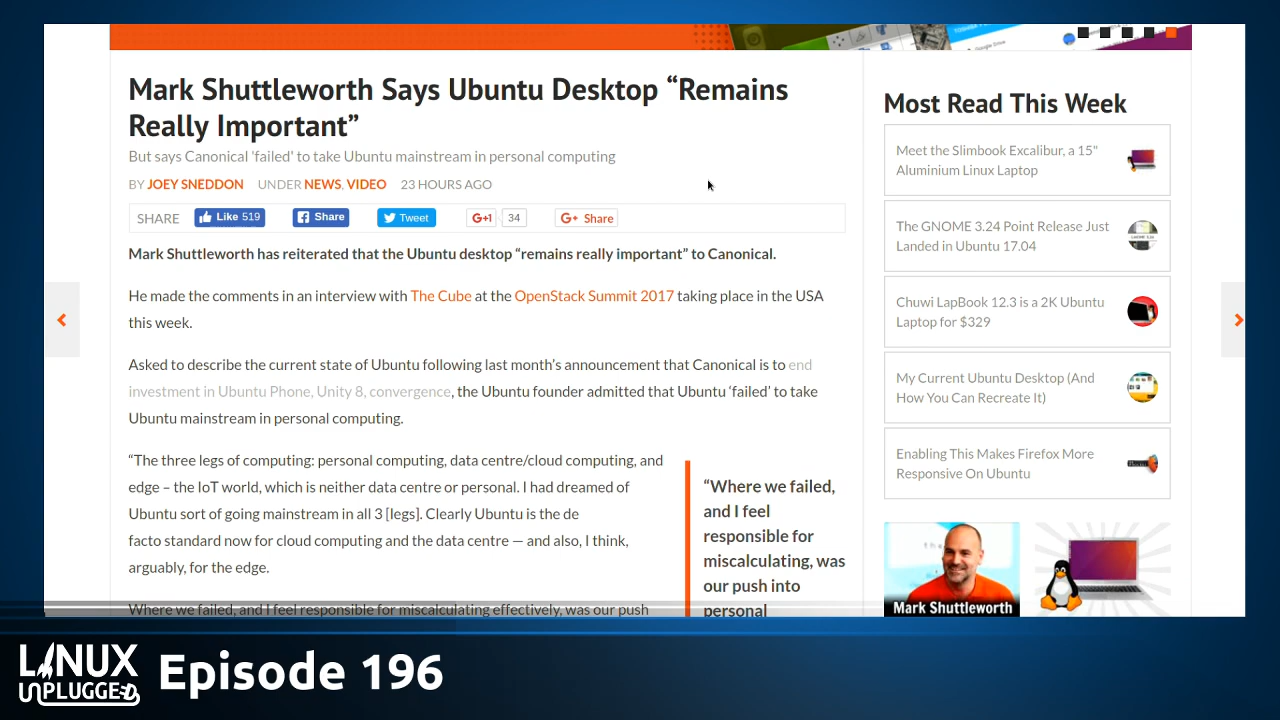 Mark Shuttleworth Says Ubuntu Desktop “Remains
Really Important”
But says Canonical 'failed' to take Ubuntu mainstream in personal computing
BY JOEY SNEDDON UNDER NEWS, VIDEO 23 HOURS AGO
SHARE Like 519 Share Tweet G+1 34 G+ Share
Mark Shuttleworth has reiterated that the Ubuntu desktop “remains really important” to Canonical.
He made the comments in an interview with The Cube at the OpenStack Summit 2017 taking place in the USA
this week.
Asked to describe the current state of Ubuntu following last month’s announcement that Canonical is to end
investment in Ubuntu Phone, Unity 8, convergence, the Ubuntu founder admitted that Ubuntu ‘failed’ to take
Ubuntu mainstream in personal computing.
“The three legs of computing: personal computing, data centre/cloud computing, and
edge – the IoT world, which is neither data centre or personal. I had dreamed of
Ubuntu sort of going mainstream in all 3 [legs]. Clearly Ubuntu is the de
facto standard now for cloud computing and the data centre — and also, I think,
arguably, for the edge.
Where we failed, and I feel responsible for miscalculating effectively, was our push
“Where we failed,
and I feel
responsible for
miscalculating, was
our push into
personal
Most Read This Week
Meet the Slimbook Excalibur, a 15"
Aluminium Linux Laptop
The GNOME 3.24 Point Release Just
Landed in Ubuntu 17.04
Chuwi LapBook 12.3 is a 2K Ubuntu
Laptop for $329
My Current Ubuntu Desktop (And
How You Can Recreate It)
Enabling This Makes Firefox More
Responsive On Ubuntu
Mark Shuttleworth
LINUX
UNPLUGGED
Episode 196